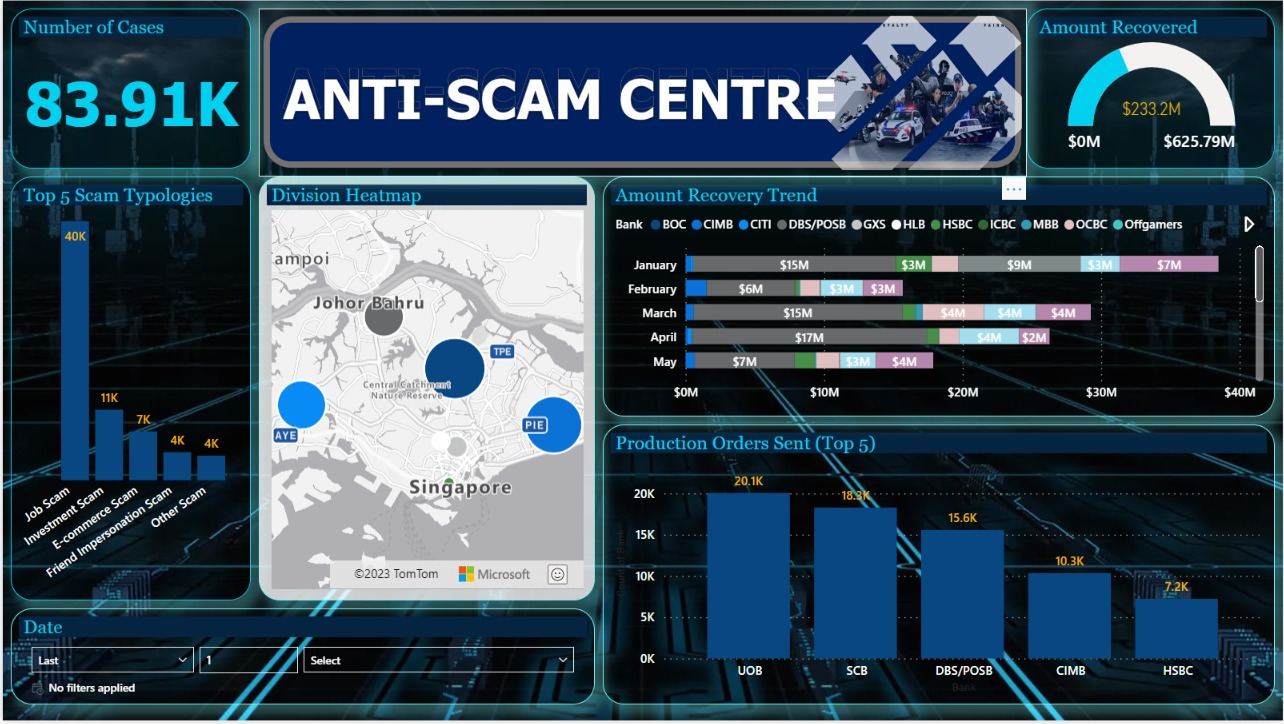 Number of Cases
83.91K
ANTI-SCAM CENTRE
Amount Recovered
$233.2M
$0M
$625.79M
Top 5 Scam Typologies
40K
11K
7K
4K
4K
Job Scam
Investment Scam
E-commerce Scam
Friend Impersonation Scam
Other Scam
Division Heatmap
ampoi
Johor Bahru
TPE
Central Catchment
Nature Reserve
AYE
PIE
Singapore
©2023 TomTom
Microsoft
Amount Recovery Trend
...
Bank BOC CIMB CITI DBS/POSB GXS HLB HSBC ICBC MBB OCBC Offgamers
January $15M $3M $9M $3M $7M
February $6M $3M $3M
March $15M $4M $4M $4M
April $17M $4M $2M
May $7M $3M $4M
$0M $10M $20M $30M $40M
Production Orders Sent (Top 5)
20K
15K
10K
5K
0K
20.1K
18.3K
15.6K
10.3K
7.2K
UOB SCB DBS/POSB CIMB HSBC
Bank
Date
Last 1 Select
No filters applied